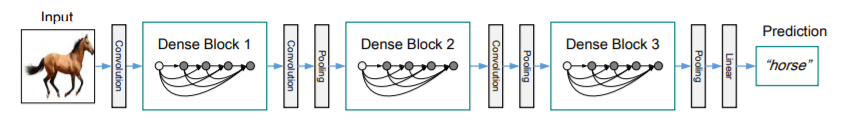 Input
Convolution
Dense Block 1
Convolution
Pooling
Dense Block 2
Convolution
Pooling
Dense Block 3
Pooling
Linear
Prediction
“horse”